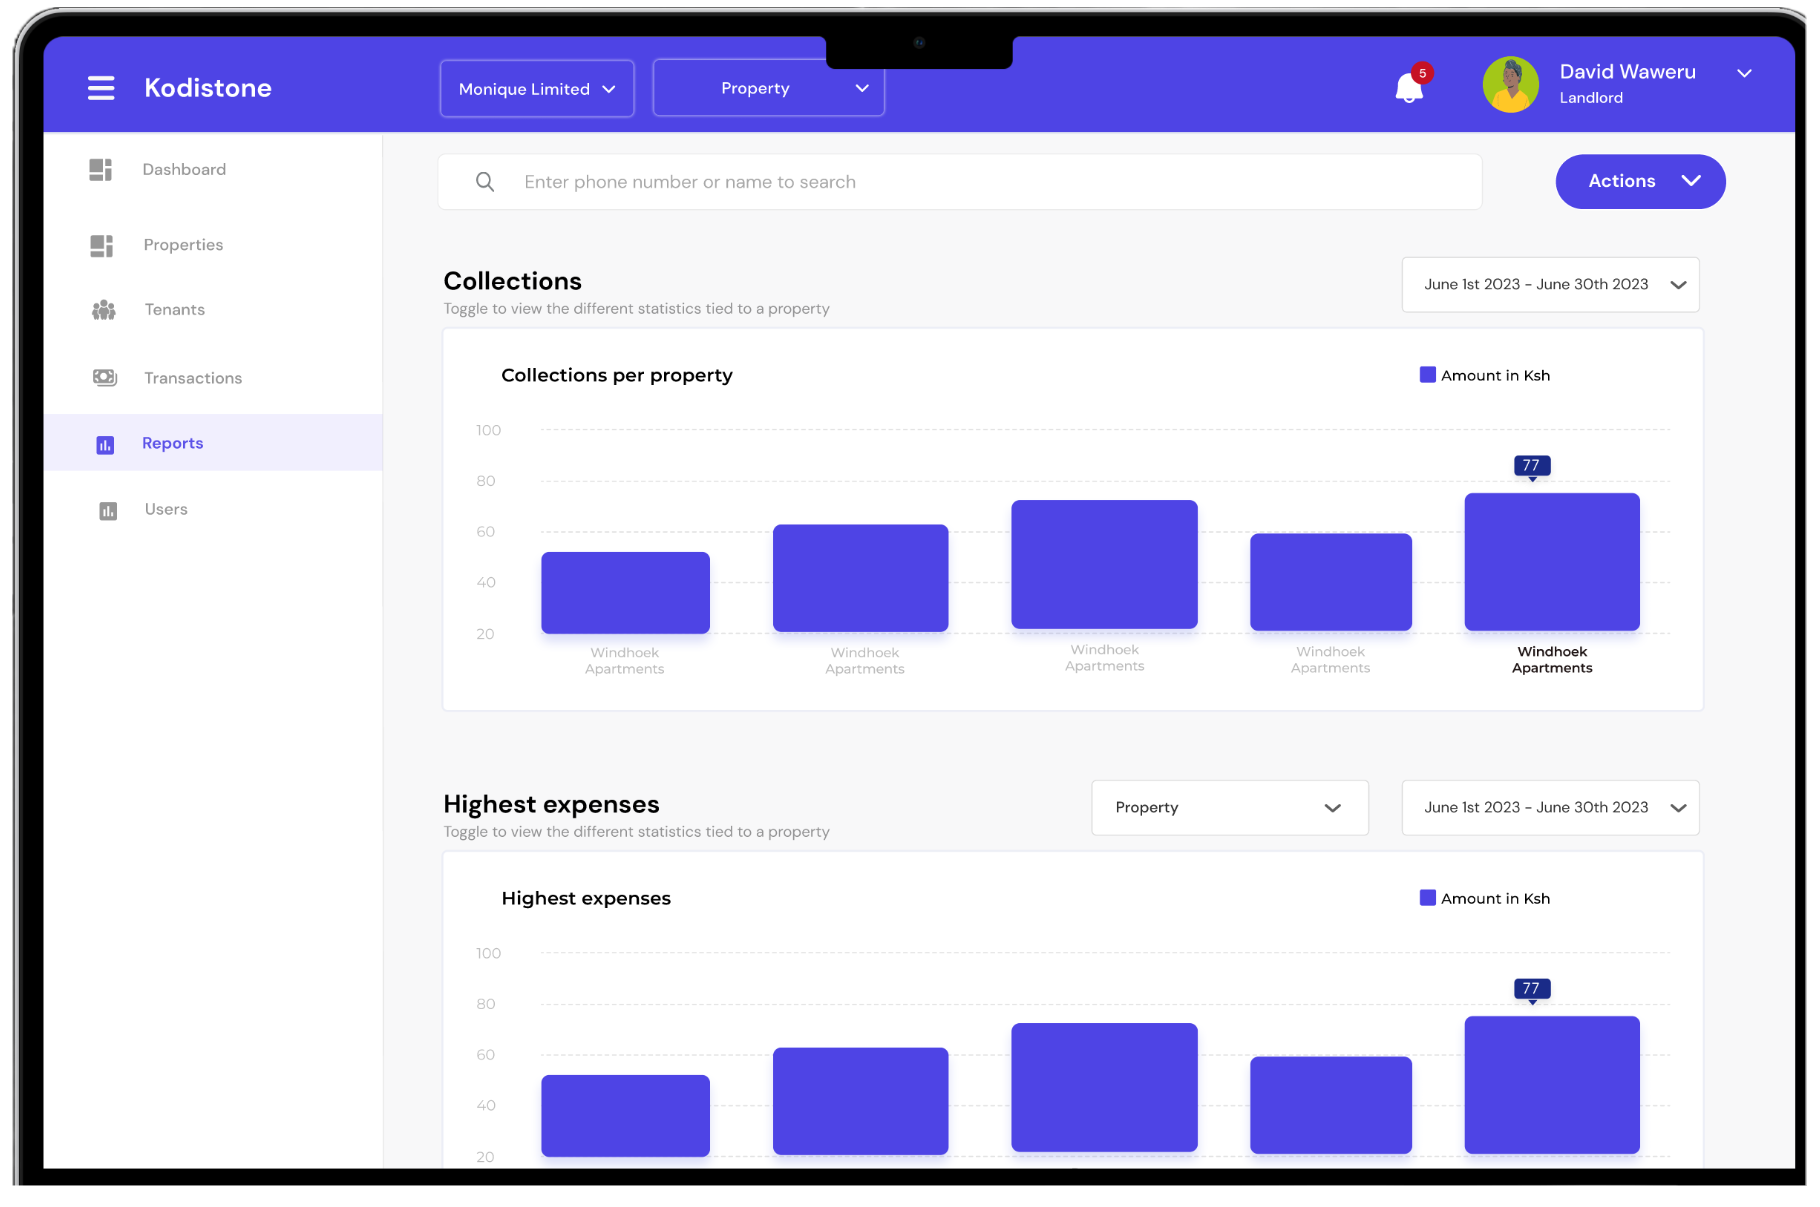 Kodistone
Monique Limited
Property
5
David Waweru
Landlord
Dashboard
Properties
Tenants
Transactions
Reports
Users
Enter phone number or name to search
Actions
Collections
Toggle to view the different statistics tied to a property
June 1st 2023 - June 30th 2023
Collections per property
Amount in Ksh
100
80
60
40
20
77
Windhoek
Apartments
Windhoek
Apartments
Windhoek
Apartments
Windhoek
Apartments
Windhoek
Apartments
Highest expenses
Toggle to view the different statistics tied to a property
Property
June 1st 2023 - June 30th 2023
Highest expenses
Amount in Ksh
100
80
60
40
20
77